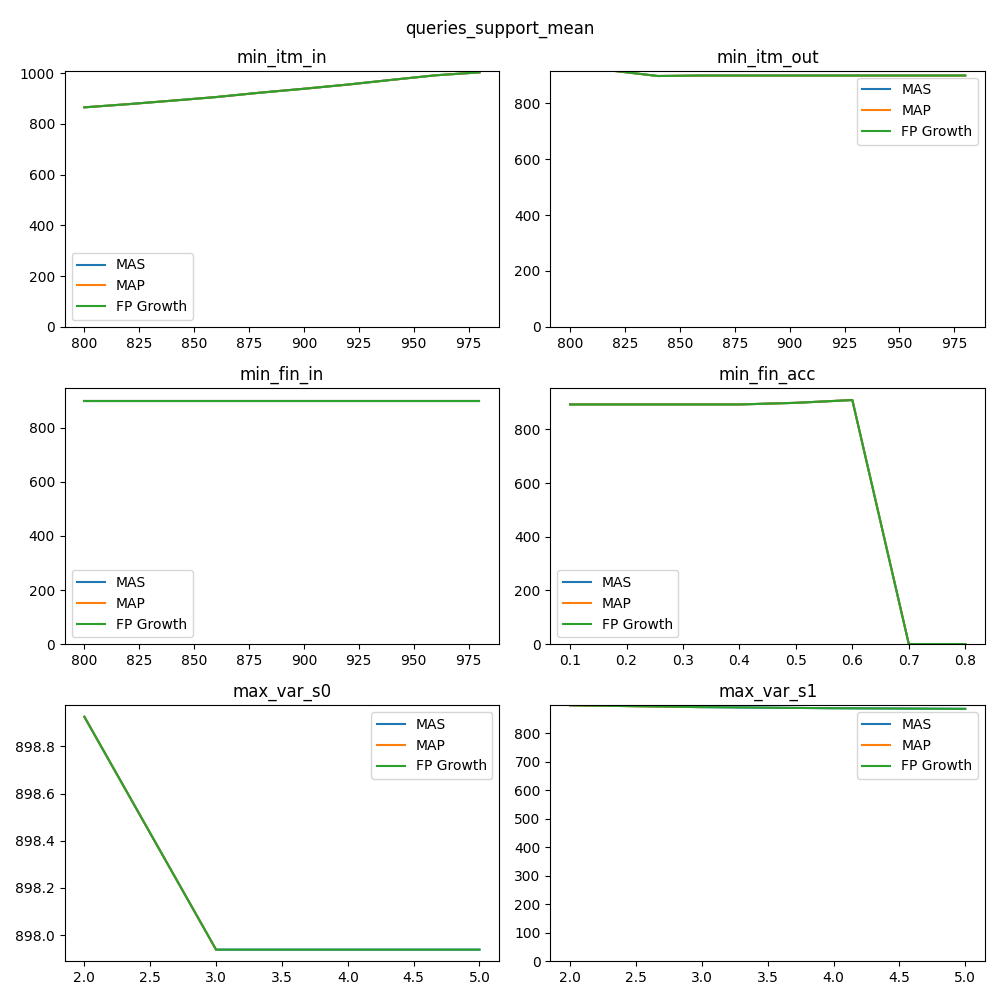 queries_support_mean
min_itm_in
1000
800
600
400
200
0
MAS
MAP
FP Growth
800 825 850 875 900 925 950 975
min_itm_out
800
600
400
200
0
MAS
MAP
FP Growth
800 825 850 875 900 925 950 975
min_fin_in
800
600
400
200
0
MAS
MAP
FP Growth
800 825 850 875 900 925 950 975
min_fin_acc
800
600
400
200
0
MAS
MAP
FP Growth
0.1 0.2 0.3 0.4 0.5 0.6 0.7 0.8
max_var_s0
898.8
898.6
898.4
898.2
898.0
MAS
MAP
FP Growth
2.0 2.5 3.0 3.5 4.0 4.5 5.0
max_var_s1
800
700
600
500
400
300
200
100
0
MAS
MAP
FP Growth
2.0 2.5 3.0 3.5 4.0 4.5 5.0